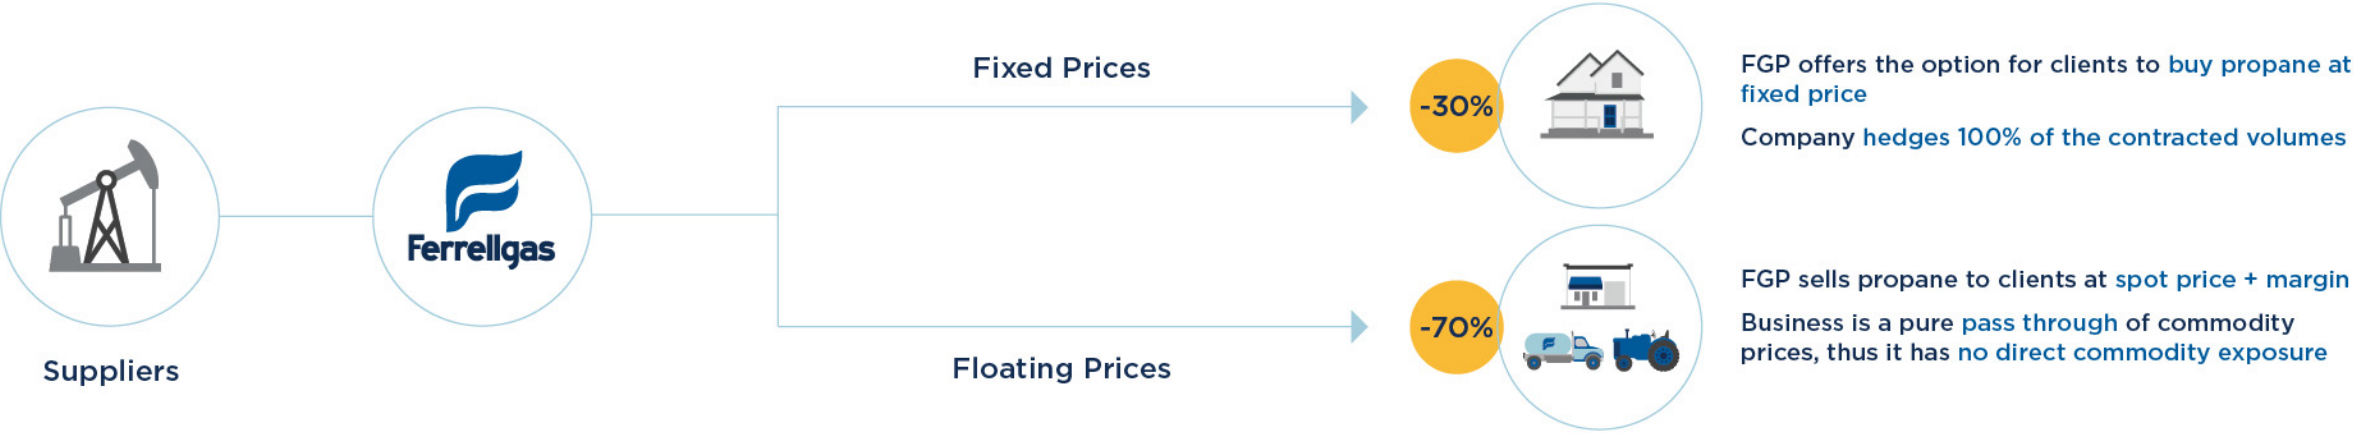 Fixed Prices
-30%
FGP offers the option for clients to buy propane at
fixed price
Company hedges 100% of the contracted volumes
Ferrellgas
Suppliers
Floating Prices
-70%
FGP sells propane to clients at spot price + margin
Business is a pure pass through of commodity
prices, thus it has no direct commodity exposure